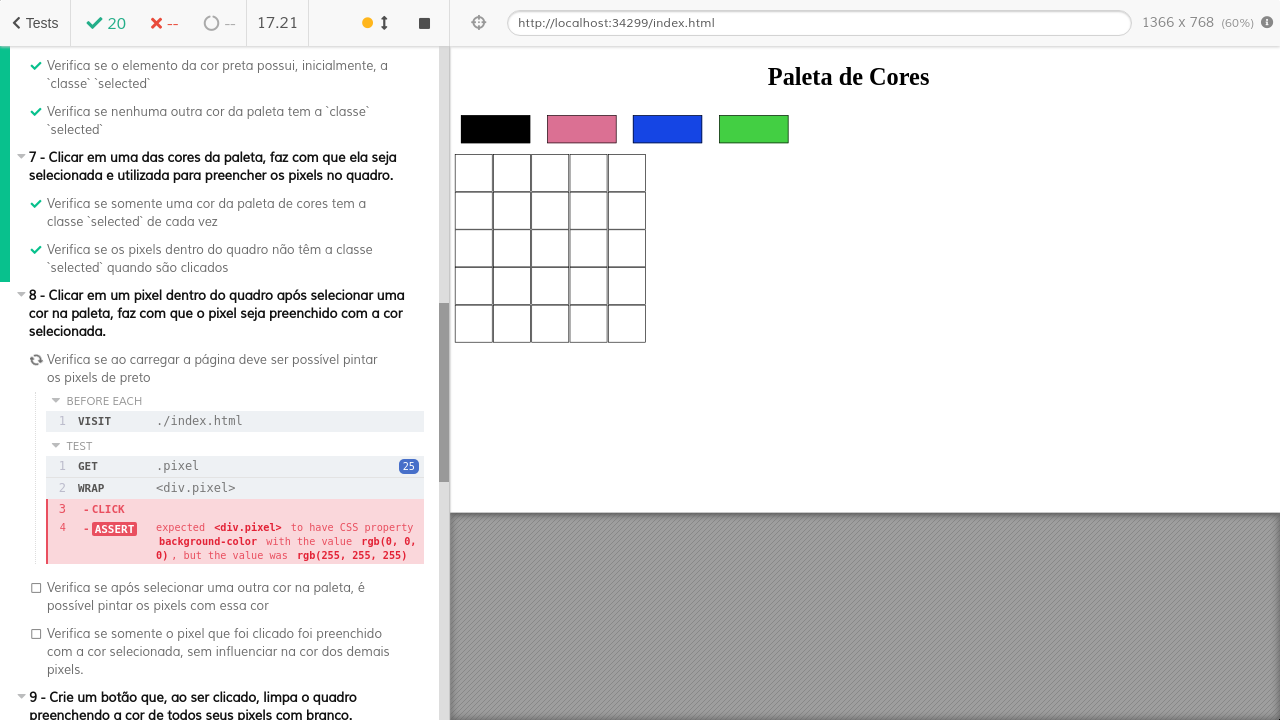 Tests
20
--
--
17.21
http://localhost:34299/index.html
1366 x 768 (60%)
Verifica se o elemento da cor preta possui, inicialmente, a
`classe` `selected`
Verifica se nenhuma outra cor da paleta tem a `classe`
`selected`
7 - Clicar em uma das cores da paleta, faz com que ela seja
selecionada e utilizada para preencher os pixels no quadro.
Verifica se somente uma cor da paleta de cores tem a
classe `selected` de cada vez
Verifica se os pixels dentro do quadro não têm a classe
`selected` quando são clicados
8 - Clicar em um pixel dentro do quadro após selecionar uma
cor na paleta, faz com que o pixel seja preenchido com a cor
selecionada.
Verifica se ao carregar a página deve ser possível pintar
os pixels de preto
BEFORE EACH
1 VISIT ./index.html
TEST
1 GET .pixel 25
2 WRAP <div.pixel>
3 - CLICK
4 - ASSERT expected <div.pixel> to have CSS property
background-color with the value rgb(0, 0,
0), but the value was rgb(255, 255, 255)
Verifica se após selecionar uma outra cor na paleta, é
possível pintar os pixels com essa cor
Verifica se somente o pixel que foi clicado foi preenchido
com a cor selecionada, sem influenciar na cor dos demais
pixels.
9 - Crie um botão que, ao ser clicado, limpa o quadro
preenchendo a cor de todos seus pixels com branco.
Paleta de Cores